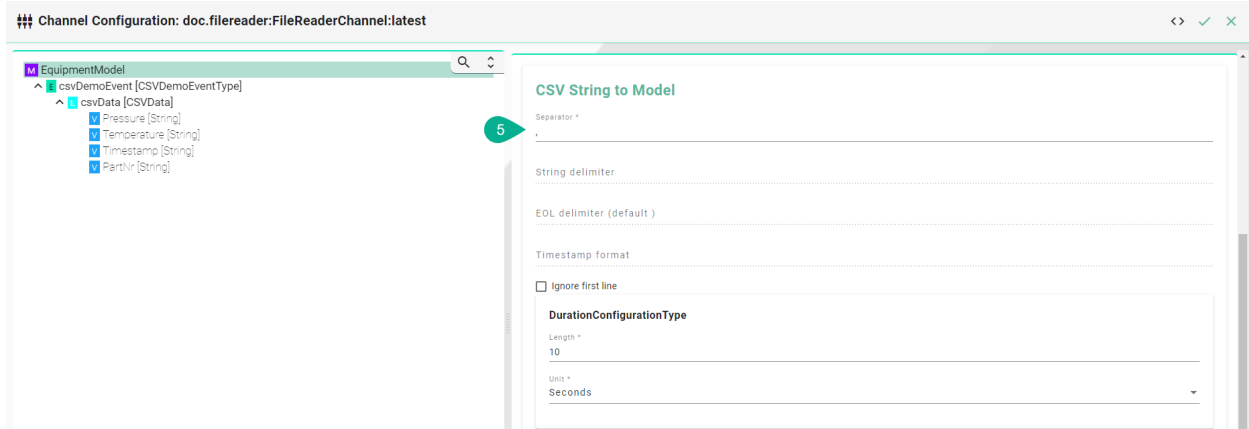 Channel Configuration: doc.filereader:FileReaderChannel:latest
M EquipmentModel
E csvDemoEvent [CSVDemoEventType]
csvData [CSVData]
V Pressure [String]
V Temperature [String]
V Timestamp [String]
V PartNr [String]
CSV String to Model
5
Separator *
,
String delimiter
EOL delimiter (default )
Timestamp format
Ignore first line
DurationConfigurationType
Length *
10
Unit *
Seconds